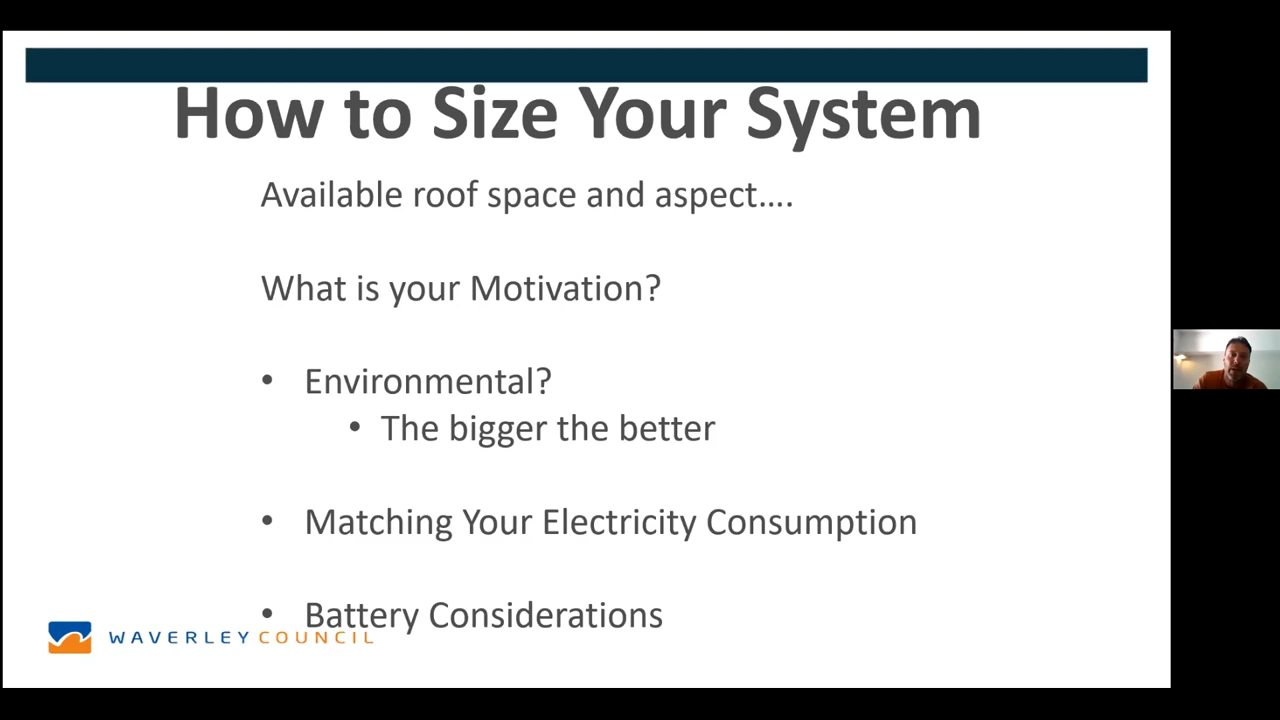 How to Size Your System
Available roof space and aspect....
What is your Motivation?
• Environmental?
• The bigger the better
• Matching Your Electricity Consumption
• Battery Considerations
WAVERLEY COUNCIL